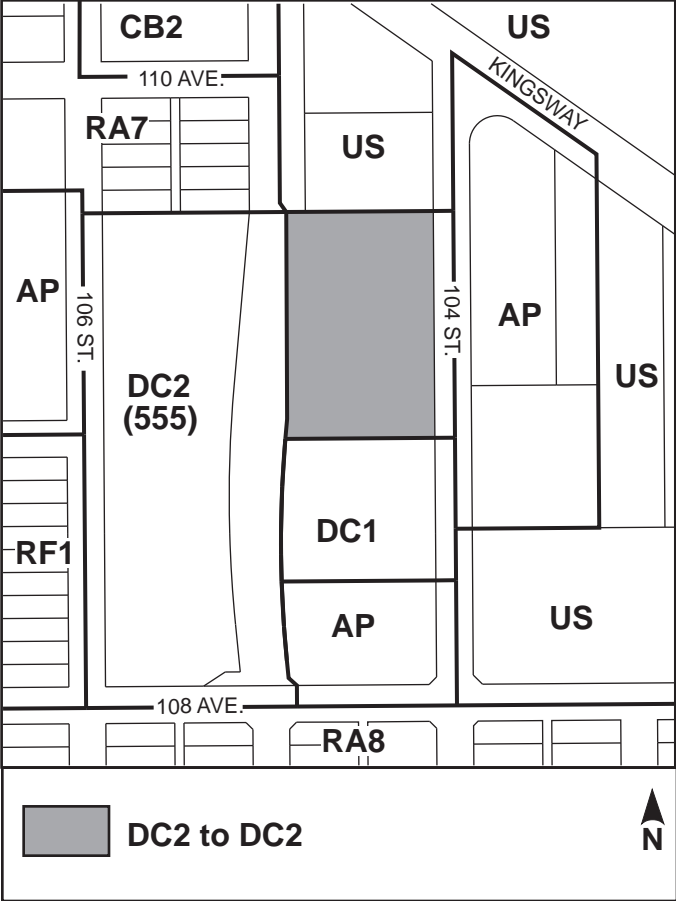 CB2
US
KINGSWAY
110 AVE.
RA7
US
AP
106 ST.
104 ST.
AP
DC2
(555)
US
DC1
RF1
AP
US
108 AVE.
RA8
DC2 to DC2
N